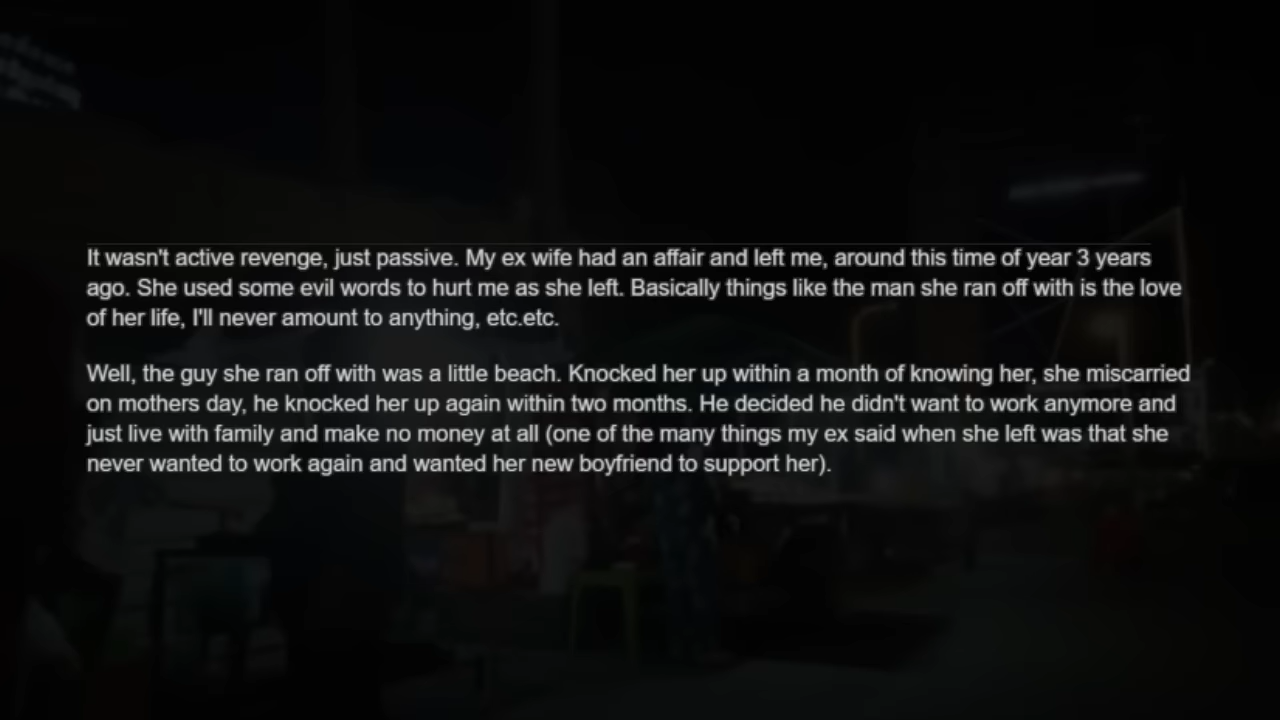 It wasn't active revenge, just passive. My ex wife had an affair and left me, around this time of year 3 years
ago. She used some evil words to hurt me as she left. Basically things like the man she ran off with is the love
of her life, I'll never amount to anything, etc.etc.
Well, the guy she ran off with was a little beach. Knocked her up within a month of knowing her, she miscarried
on mothers day, he knocked her up again within two months. He decided he didn't want to work anymore and
just live with family and make no money at all (one of the many things my ex said when she left was that she
never wanted to work again and wanted her new boyfriend to support her).